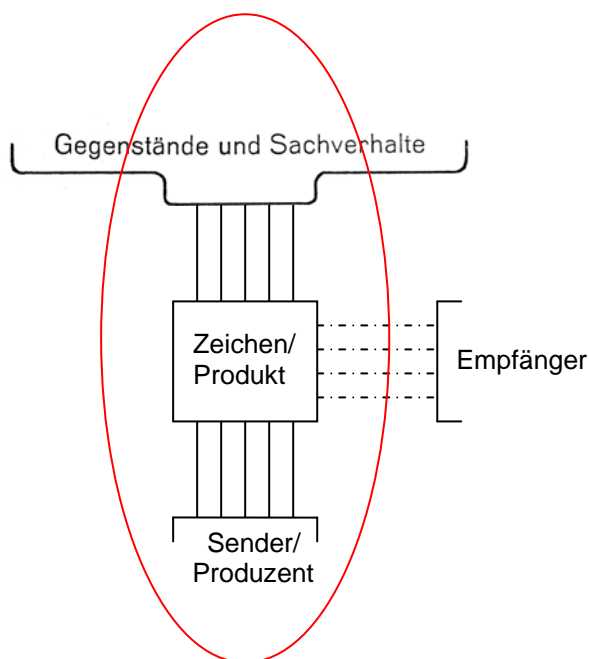 Gegenstände und Sachverhalte
Zeichen/
Produkt
Empfänger
Sender/
Produzent